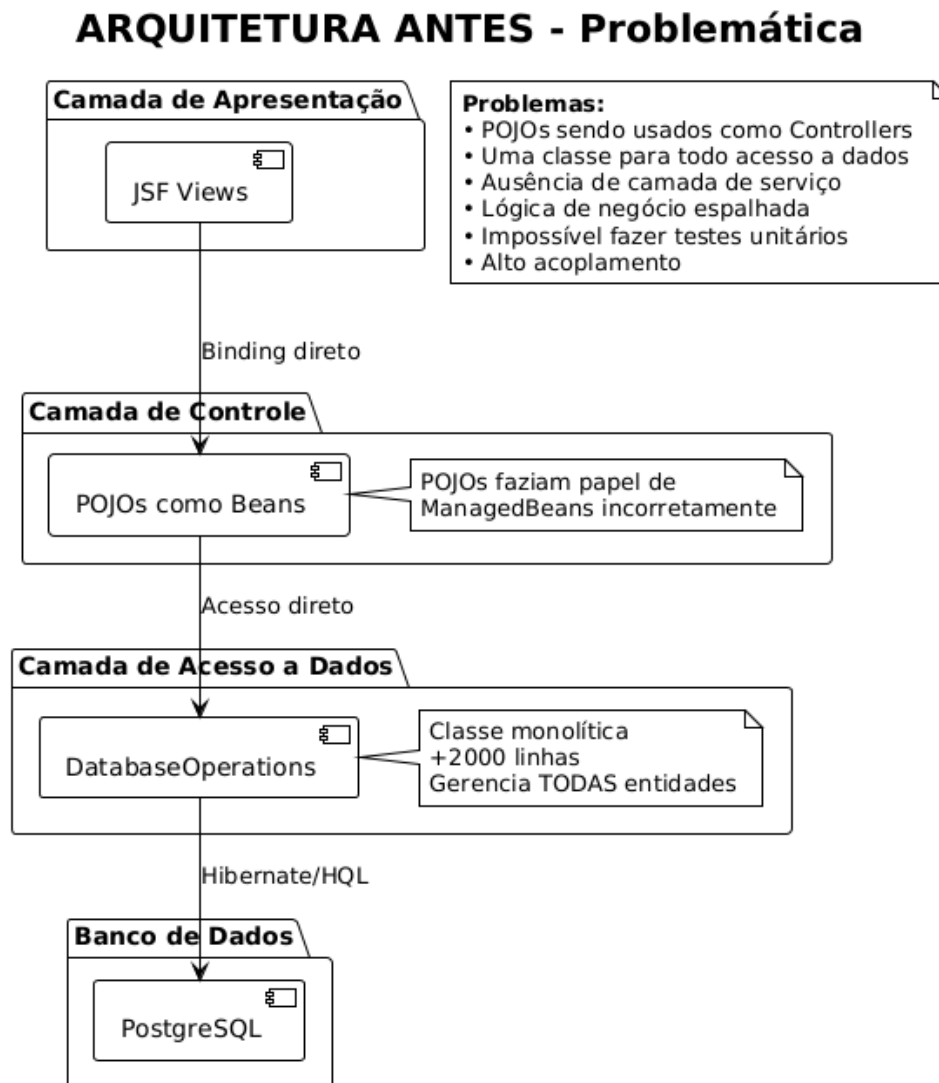 ARQUITETURA ANTES - Problemática
Camada de Apresentação
JSF Views
Problemas:
• POJOs sendo usados como Controllers
• Uma classe para todo acesso a dados
• Ausência de camada de serviço
• Lógica de negócio espalhada
• Impossível fazer testes unitários
• Alto acoplamento
Binding direto
Camada de Controle
POJOs como Beans
POJOs faziam papel de
ManagedBeans incorretamente
Acesso direto
Camada de Acesso a Dados
DatabaseOperations
Classe monolítica
+2000 linhas
Gerencia TODAS entidades
Hibernate/HQL
Banco de Dados
PostgreSQL